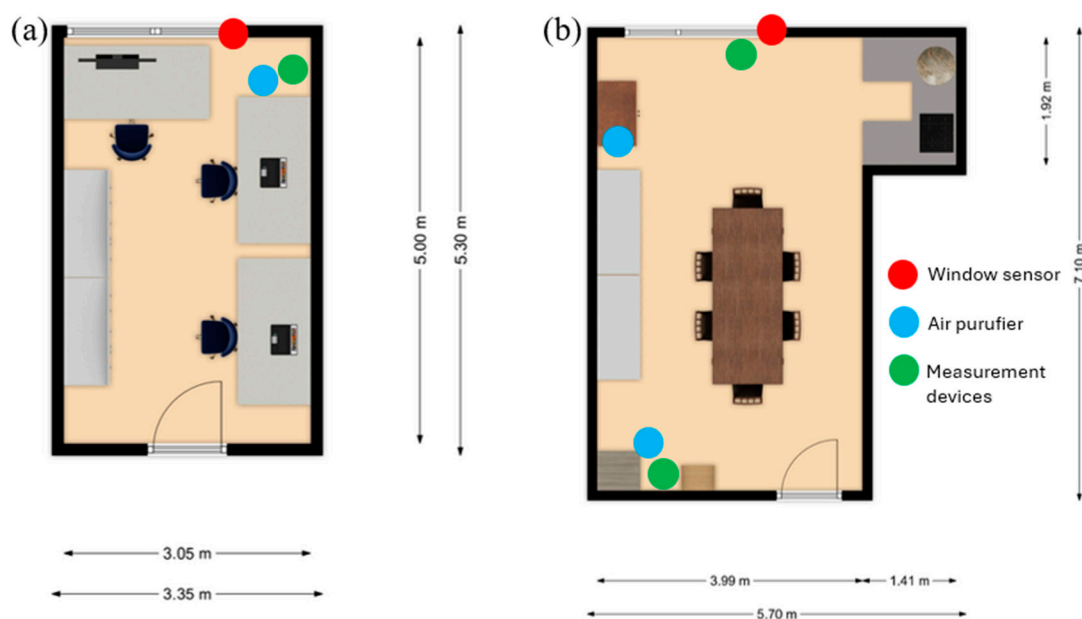 (a)
5.00 m
5.30 m
3.05 m
3.35 m
(b)
1.92 m
7.10 m
Window sensor
Air purufier
Measurement
devices
3.99 m
1.41 m
5.70 m